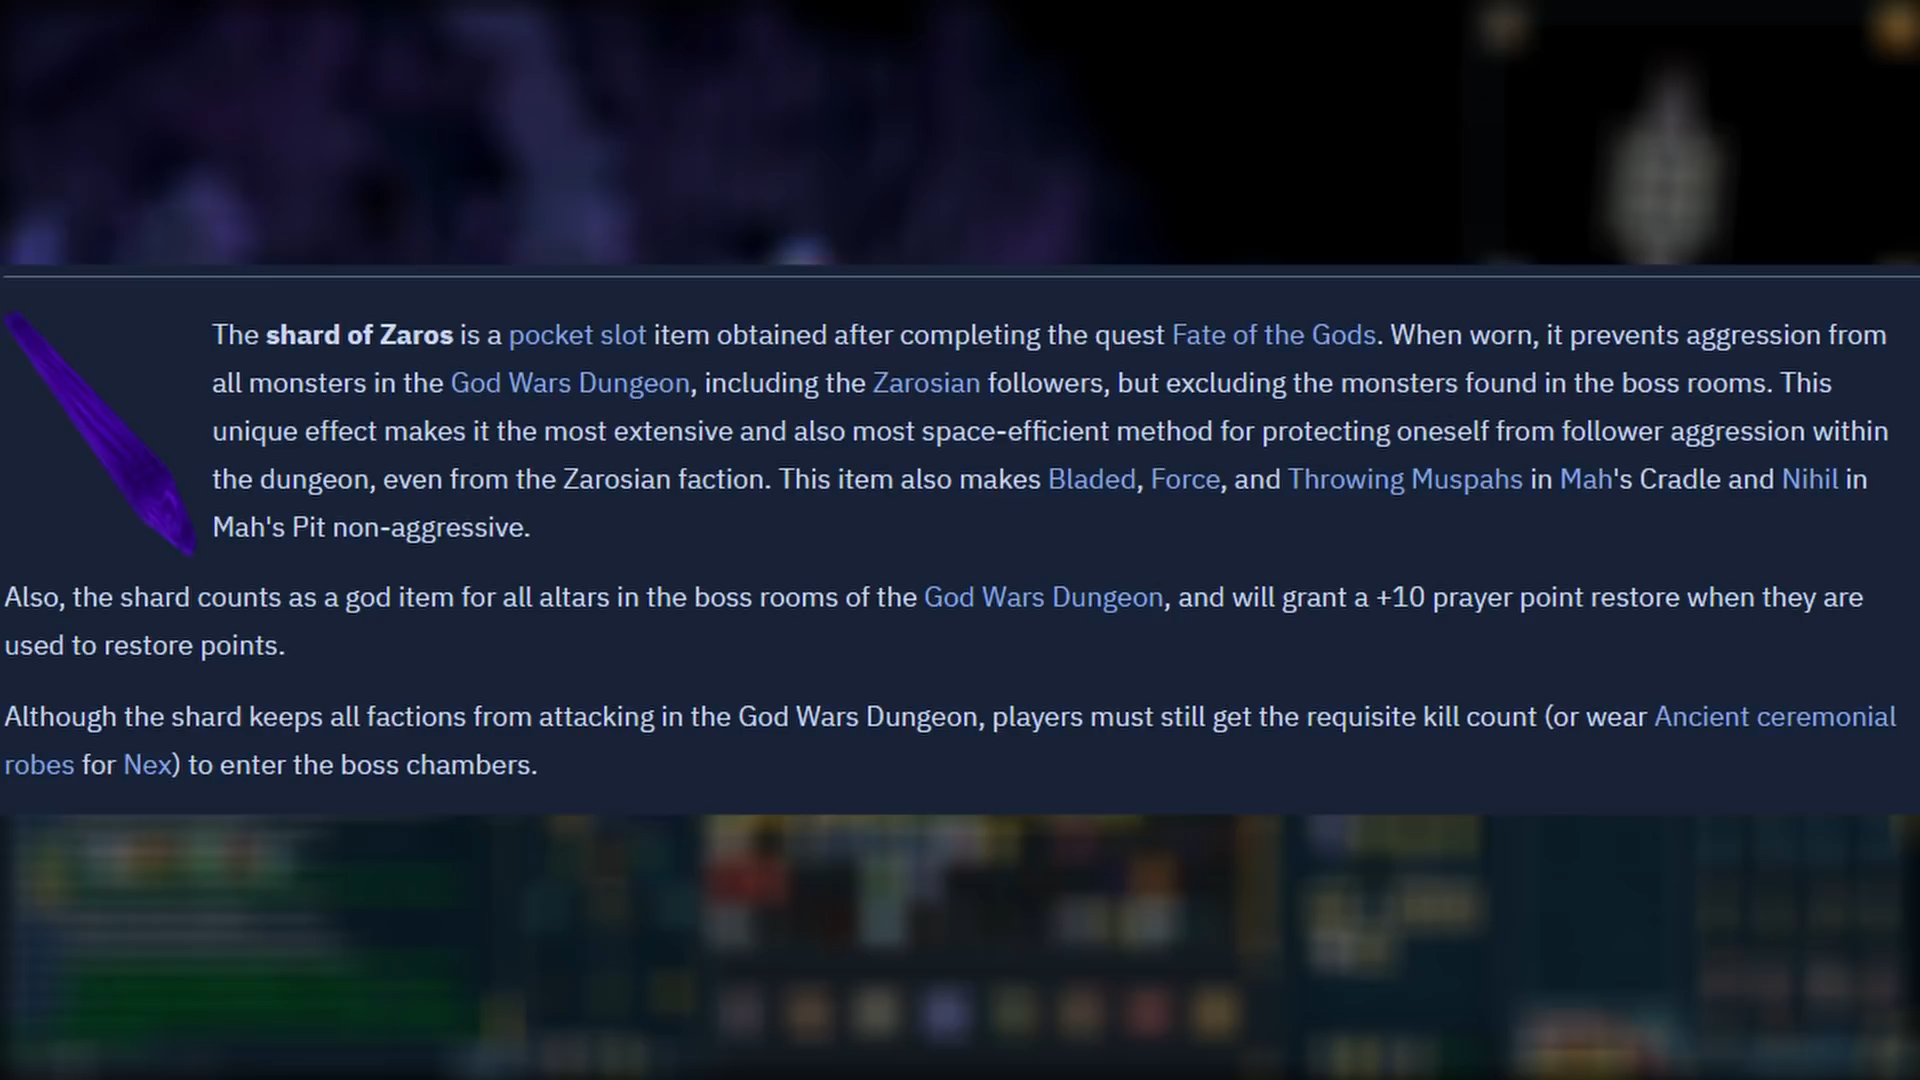 The shard of Zaros is a pocket slot item obtained after completing the quest Fate of the Gods. When worn, it prevents aggression from
all monsters in the God Wars Dungeon, including the Zarosian followers, but excluding the monsters found in the boss rooms. This
unique effect makes it the most extensive and also most space-efficient method for protecting oneself from follower aggression within
the dungeon, even from the Zarosian faction. This item also makes Bladed, Force, and Throwing Muspahs in Mah's Cradle and Nihil in
Mah's Pit non-aggressive.
Also, the shard counts as a god item for all altars in the boss rooms of the God Wars Dungeon, and will grant a +10 prayer point restore when they are
used to restore points.
Although the shard keeps all factions from attacking in the God Wars Dungeon, players must still get the requisite kill count (or wear Ancient ceremonial
robes for Nex) to enter the boss chambers.